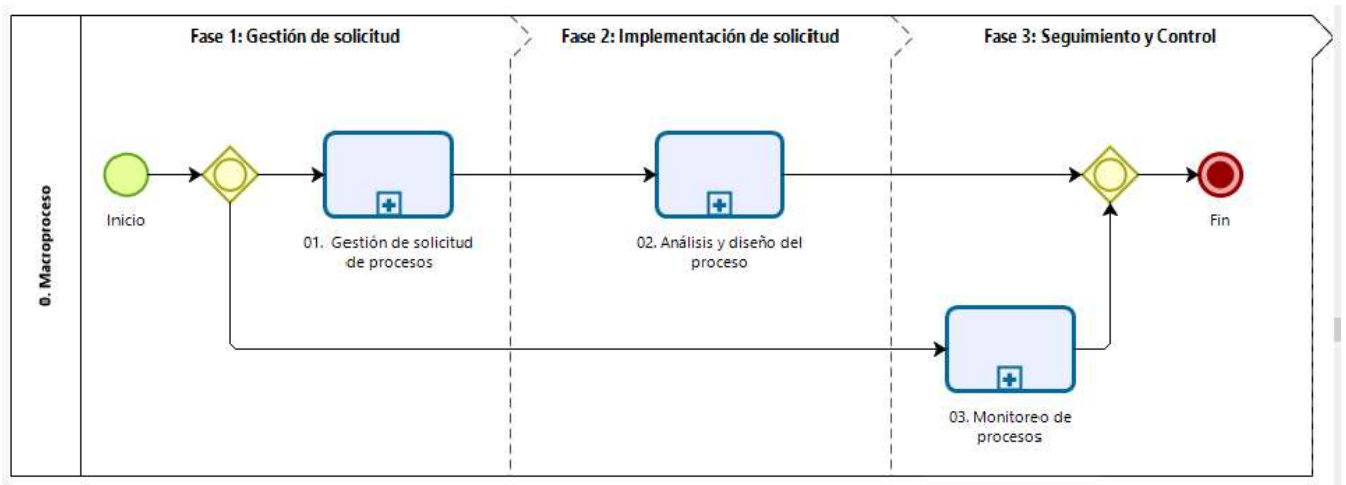 Fase 1: Gestión de solicitud
Fase 2: Implementación de solicitud
Fase 3: Seguimiento y Control
0. Macroproceso
Inicio
01. Gestión de solicitud
de procesos
02. Análisis y diseño del
proceso
Fin
03. Monitoreo de
procesos